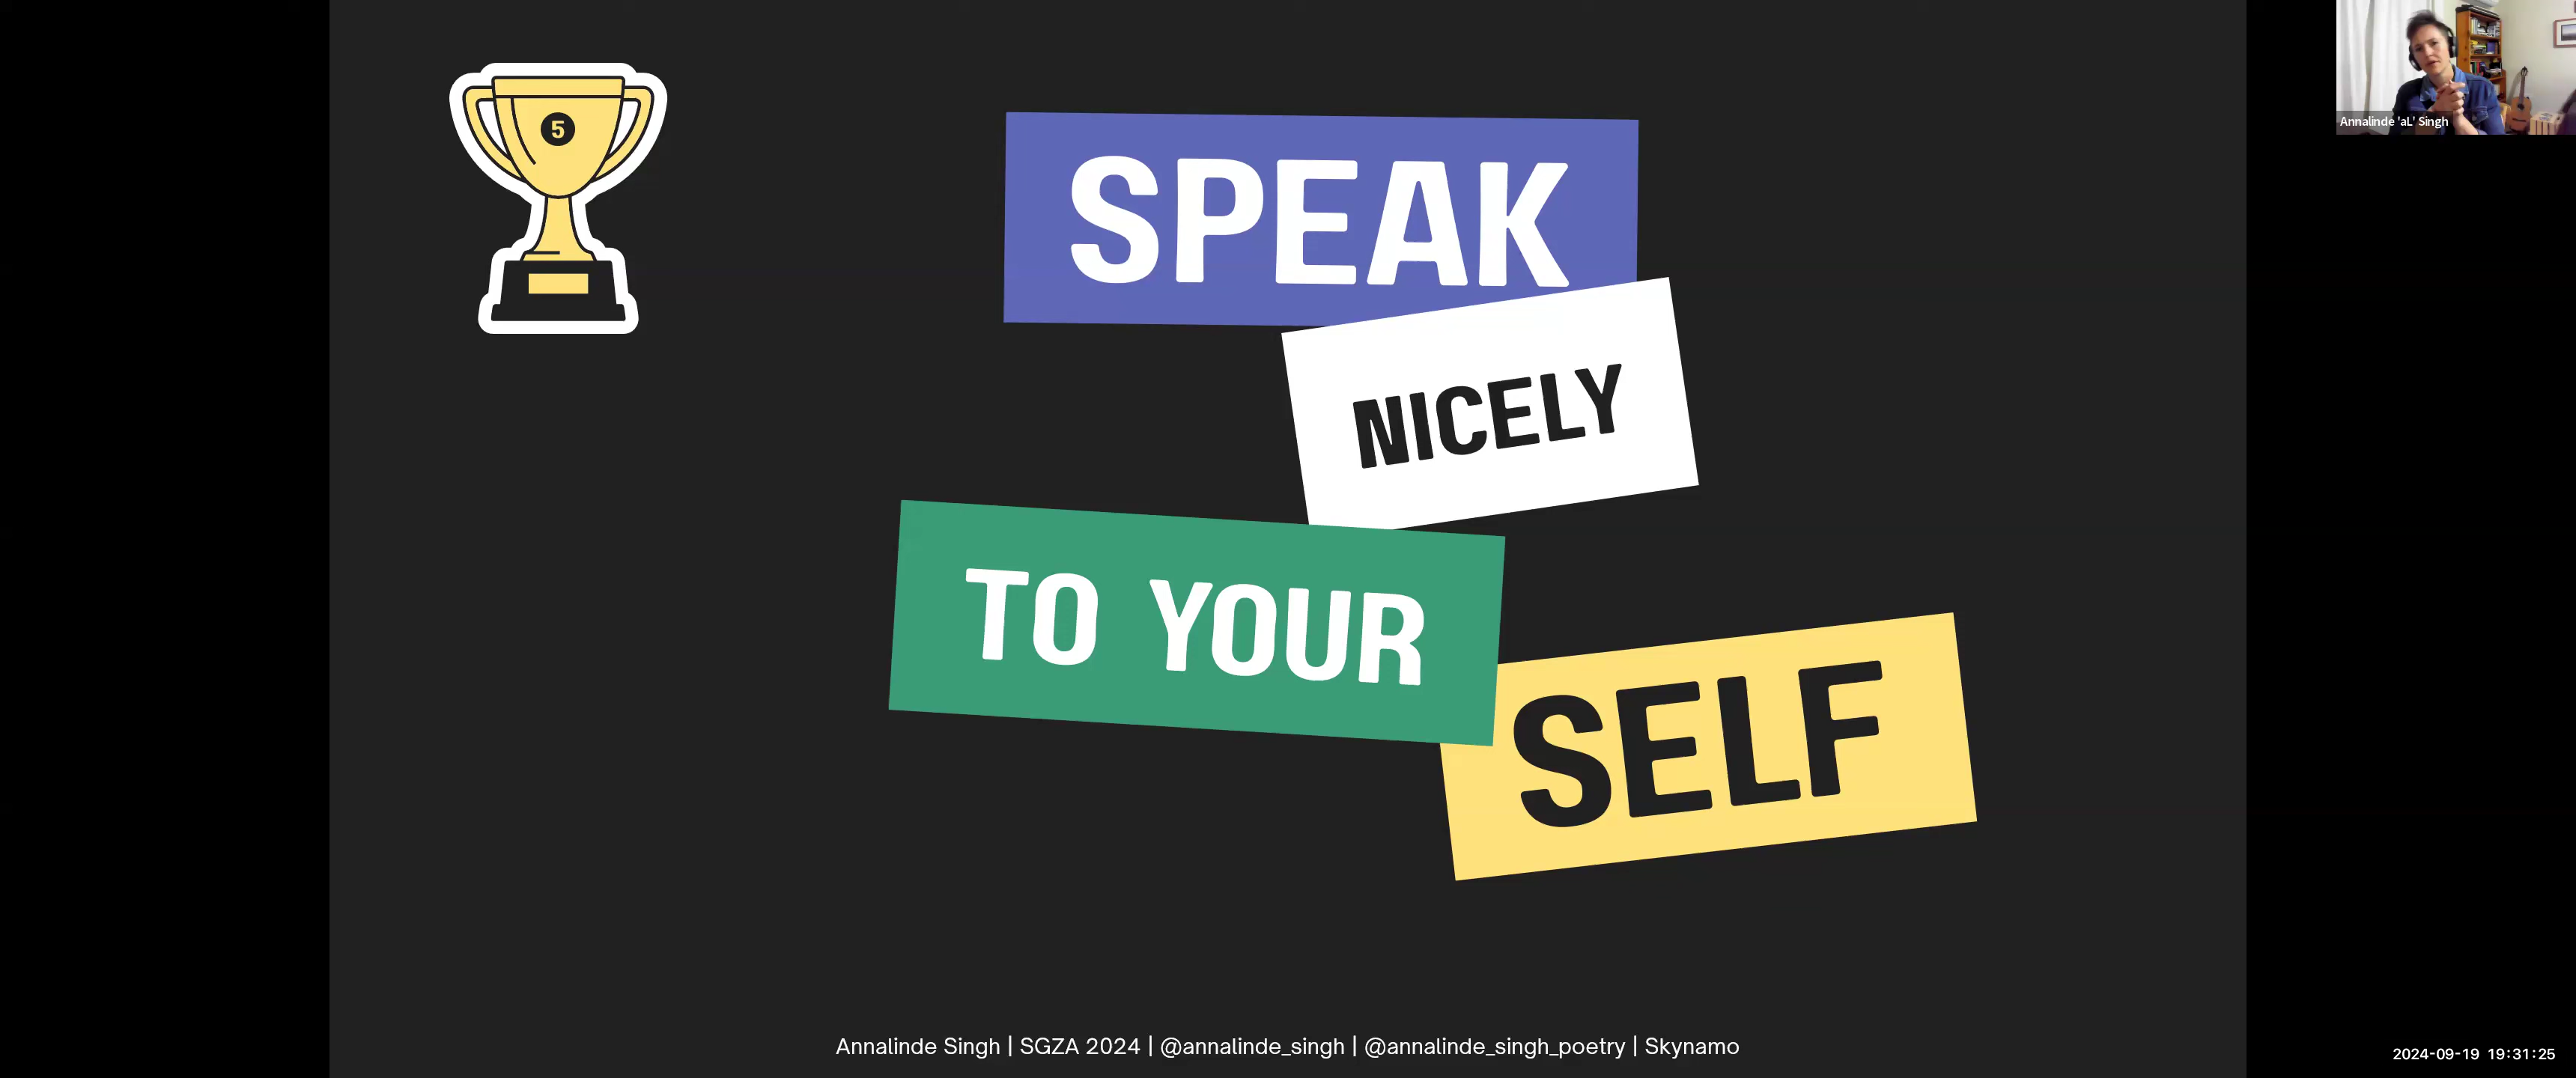 5
SPEAK
NICELY
TO YOUR
SELF
Annalinde 'aL' Singh
Annalinde Singh | SGZA 2024 | @annalinde_singh | @annalinde_singh_poetry | Skynamo
2024-09-19 19:31:25